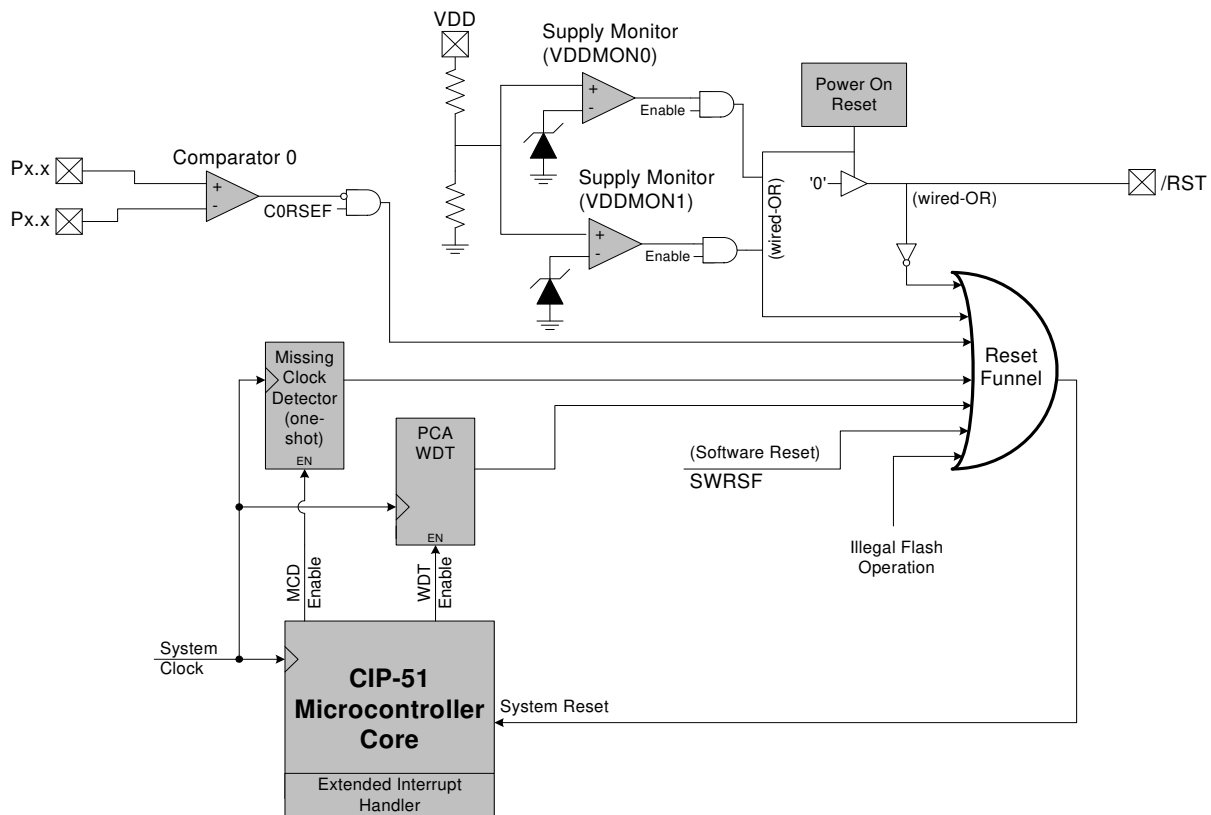 VDD
Supply Monitor
(VDDMON0)
+
-
Enable
Power On
Reset
Px.x
Px.x
Comparator 0
+
-
C0RSEF
Supply Monitor
(VDDMON1)
+
-
Enable
(wired-OR)
'0'
(wired-OR)
/RST
Missing
Clock
Detector
(one-
shot)
EN
PCA
WDT
EN
Reset
Funnel
(Software Reset)
SWRSF
Illegal Flash
Operation
MCD
Enable
WDT
Enable
System
Clock
CIP-51
Microcontroller
Core
System Reset
Extended Interrupt
Handler